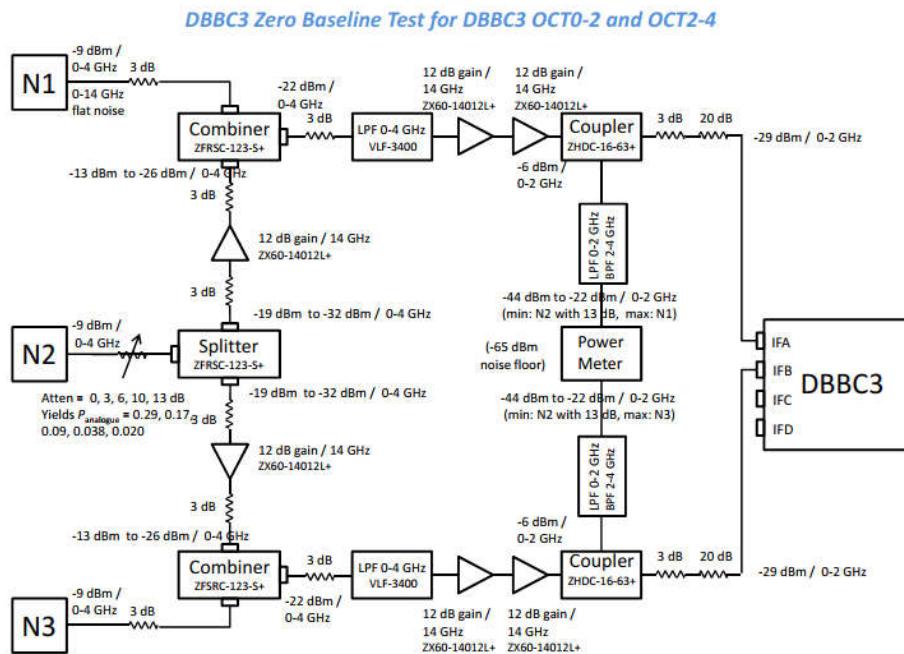 DBBC3 Zero Baseline Test for DBBC3 OCT0-2 and OCT2-4
N1
-9 dBm /
0-4 GHz
3 dB
0-14 GHz
flat noise
Combiner
ZFRSC-123-S+
-22 dBm /
0-4 GHz
3 dB
LPF 0-4 GHz
VLF-3400
12 dB gain /
14 GHz
ZX60-14012L+
12 dB gain /
14 GHz
ZX60-14012L+
Coupler
ZHDC-16-63+
3 dB
20 dB
-29 dBm / 0-2 GHz
-13 dBm to -26 dBm / 0-4 GHz
3 dB
-6 dBm /
0-2 GHz
12 dB gain / 14 GHz
ZX60-14012L+
3 dB
LPF 0-2 GHz
BPF 2-4 GHz
-19 dBm to -32 dBm / 0-4 GHz
-44 dBm to -22 dBm / 0-2 GHz
(min: N2 with 13 dB, max: N1)
N2
-9 dBm /
0-4 GHz
Splitter
ZFRSC-123-S+
(-65 dBm
noise floor)
Power
Meter
IFA
IFB
IFC
IFD
DBBC3
Atten = 0, 3, 6, 10, 13 dB
Yields Panalogue = 0.29, 0.17,
0.09, 0.038, 0.020
-19 dBm to -32 dBm / 0-4 GHz
3 dB
-44 dBm to -22 dBm / 0-2 GHz
(min: N2 with 13 dB, max: N3)
12 dB gain / 14 GHz
ZX60-14012L+
3 dB
LPF 0-2 GHz
BPF 2-4 GHz
-13 dBm to -26 dBm / 0-4 GHz
-6 dBm /
0-2 GHz
Combiner
ZFSRC-123-S+
3 dB
LPF 0-4 GHz
VLF-3400
Coupler
ZHDC-16-63+
3 dB
20 dB
-29 dBm / 0-2 GHz
-22 dBm /
0-4 GHz
N3
-9 dBm /
0-4 GHz
3 dB
12 dB gain /
14 GHz
ZX60-14012L+
12 dB gain /
14 GHz
ZX60-14012L+